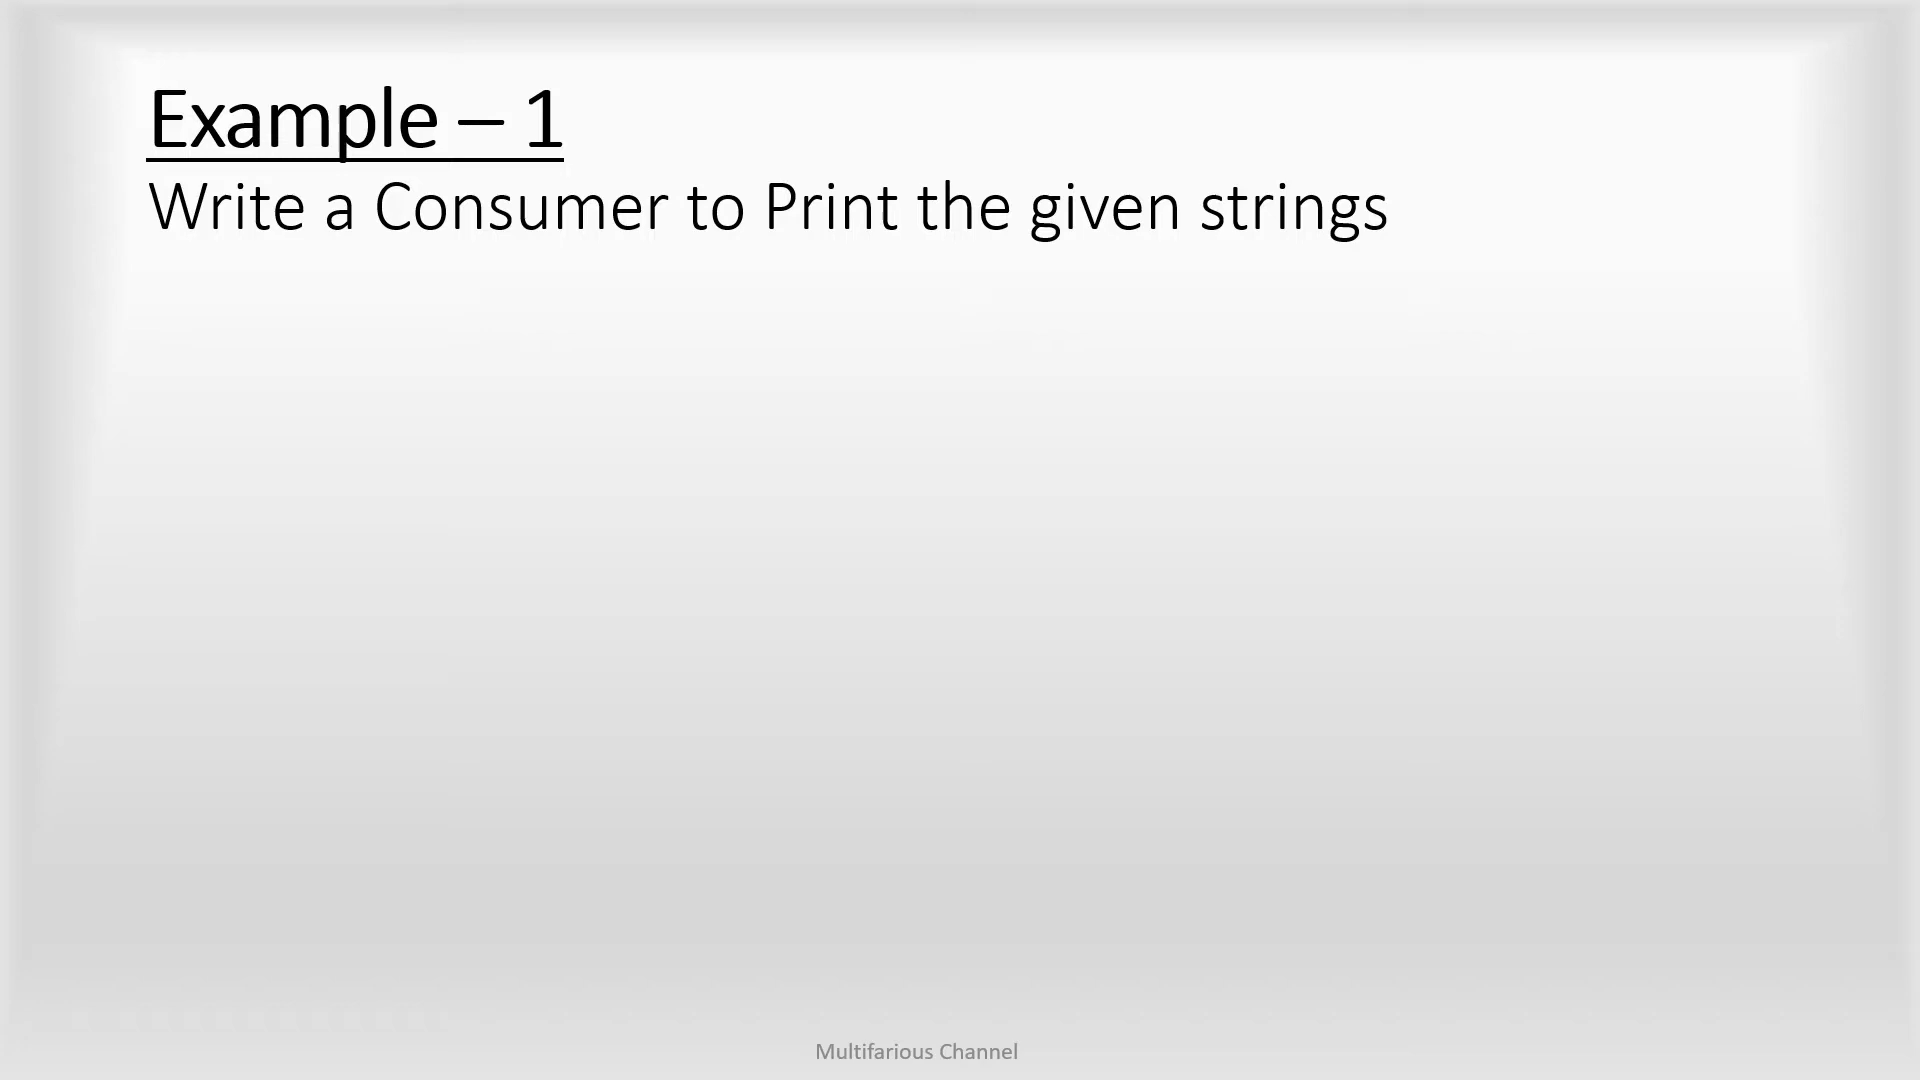 Example – 1
Write a Consumer to Print the given strings
Multifarious Channel